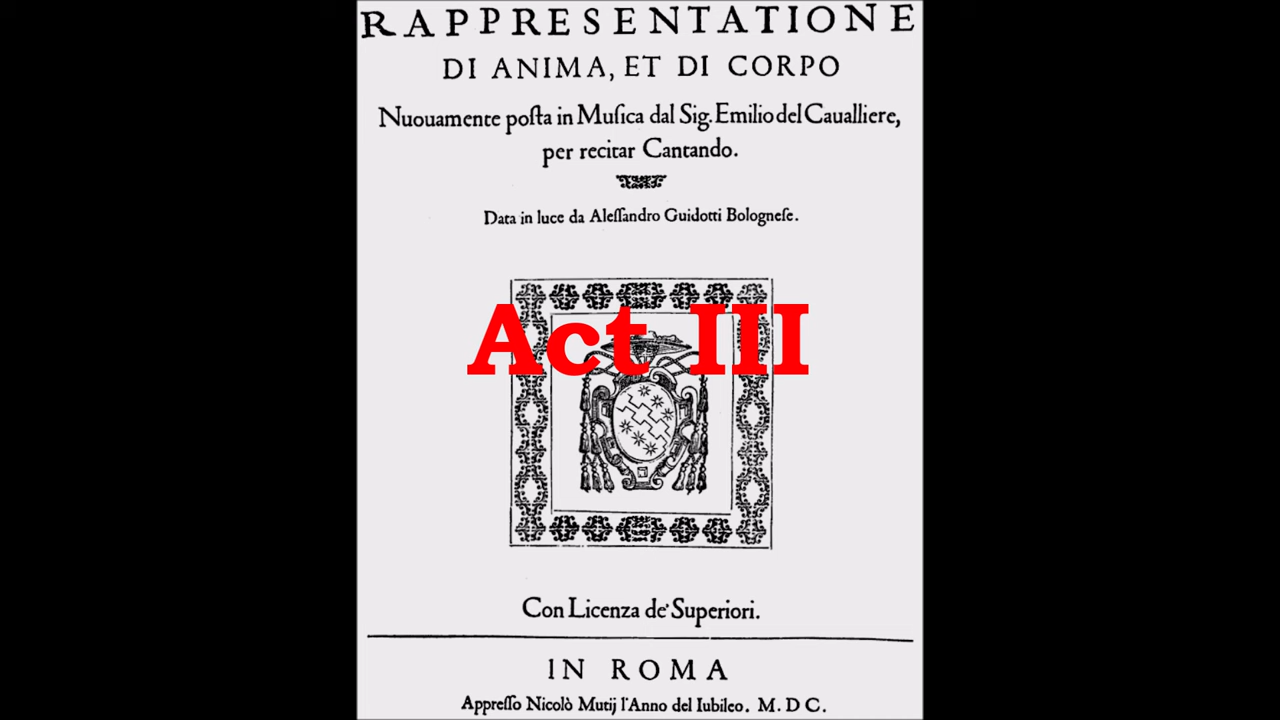 RAPPRESENTATIONE
DI ANIMA, ET DI CORPO
Nuouamente poſta in Muſica dal Sig. Emilio del Caualliere,
per recitar Cantando.
Data in luce da Aleſſandro Guidotti Bologneſe.
Act III
Con Licenza de' Superiori.
IN ROMA
Appreſſo Nicolò Mutij l'Anno del Iubileo. M. D C.